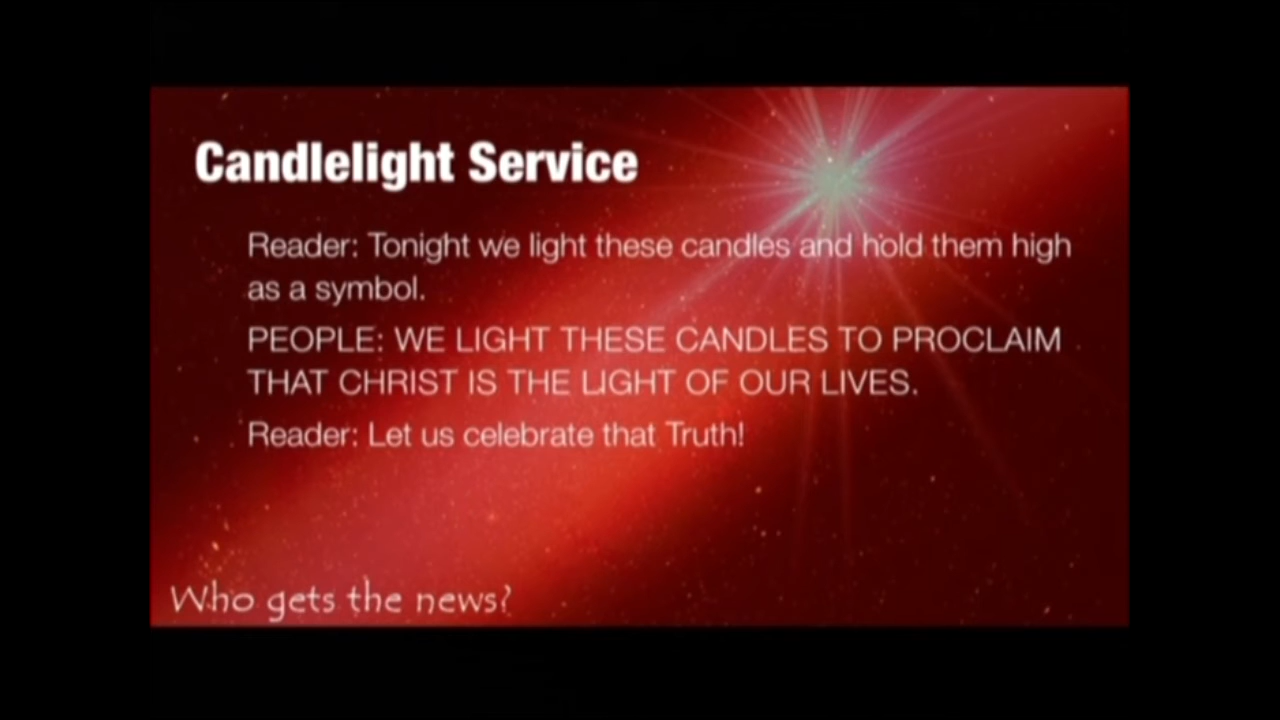 Candlelight Service
Reader: Tonight we light these candles and hold them high
as a symbol.
PEOPLE: WE LIGHT THESE CANDLES TO PROCLAIM
THAT CHRIST IS THE LIGHT OF OUR LIVES.
Reader: Let us celebrate that Truth!
Who gets the news?